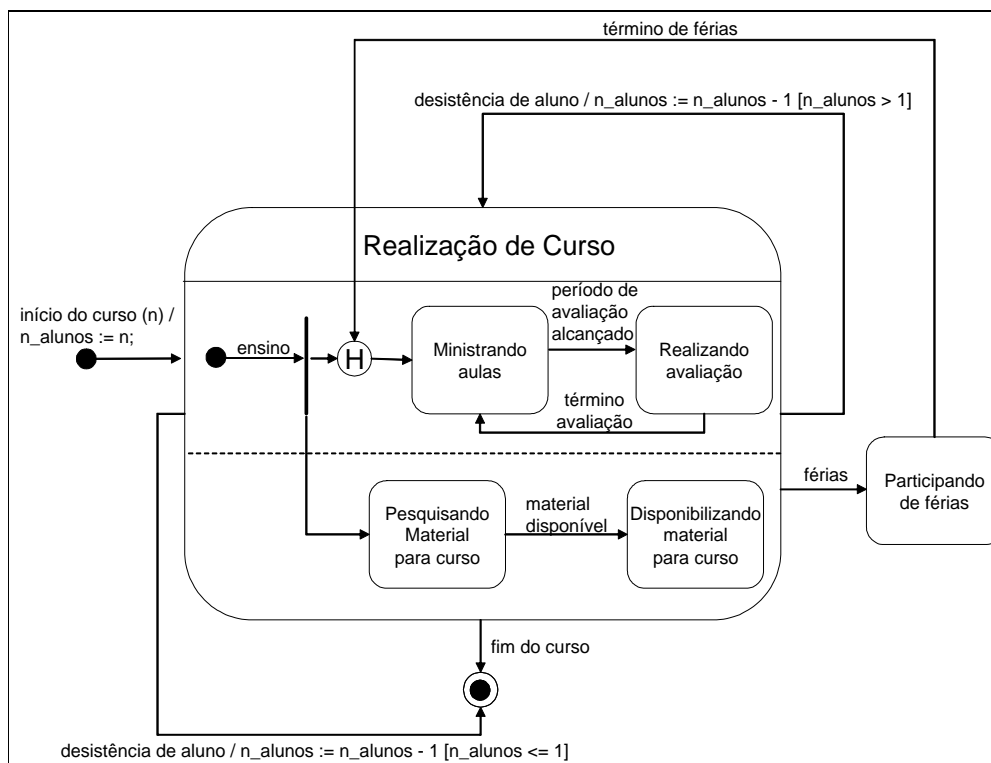 término de férias
desistência de aluno / n_alunos := n_alunos - 1 [n_alunos > 1]
Realização de Curso
início do curso (n) /
n_alunos := n;
ensino
H
Ministrando
aulas
período de
avaliação
alcançado
Realizando
avaliação
término
avaliação
férias
Participando
de férias
Pesquisando
Material
para curso
material
disponível
Disponibilizando
material
para curso
fim do curso
desistência de aluno / n_alunos := n_alunos - 1 [n_alunos <= 1]